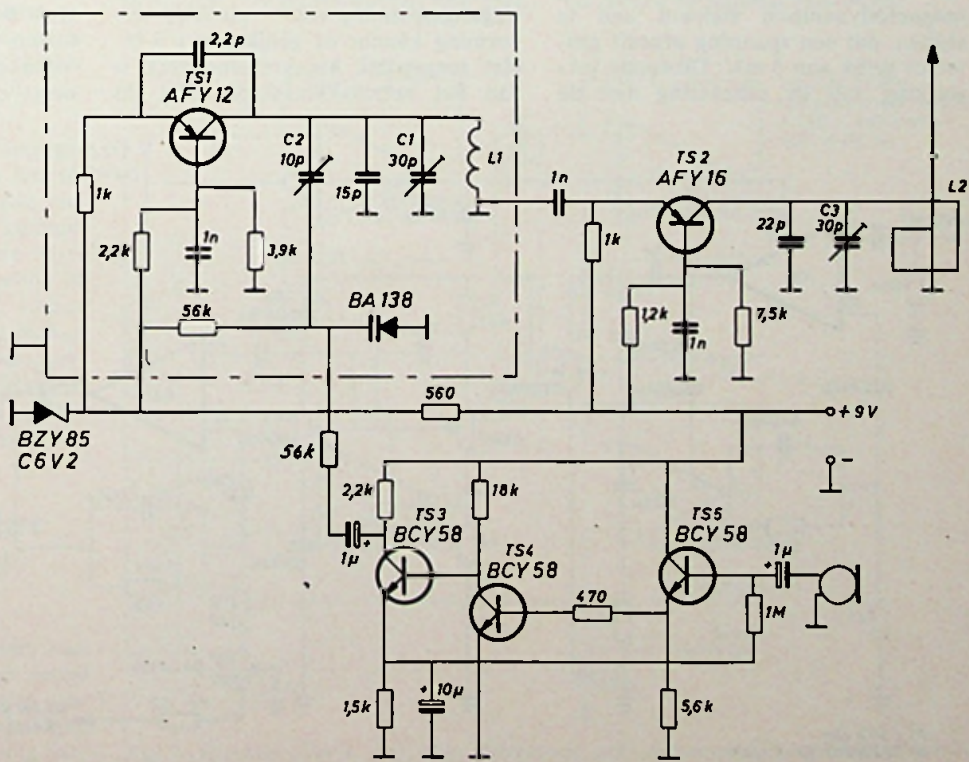 2,2p
TS1
AFY12
1k
2,2k
1n
3,9k
C2
10p
15p
C1
30p
L1
1n
TS2
AFY16
1k
1,2k
1n
7,5k
22p
C3
30p
L2
56k
BA138
BZY85
C6V2
560
+9V
-
56k
2,2k
1μ
+
TS3
BCY58
18k
TS4
BCY58
470
TS5
BCY58
+
1μ
1M
1,5k
+
10μ
5,6k